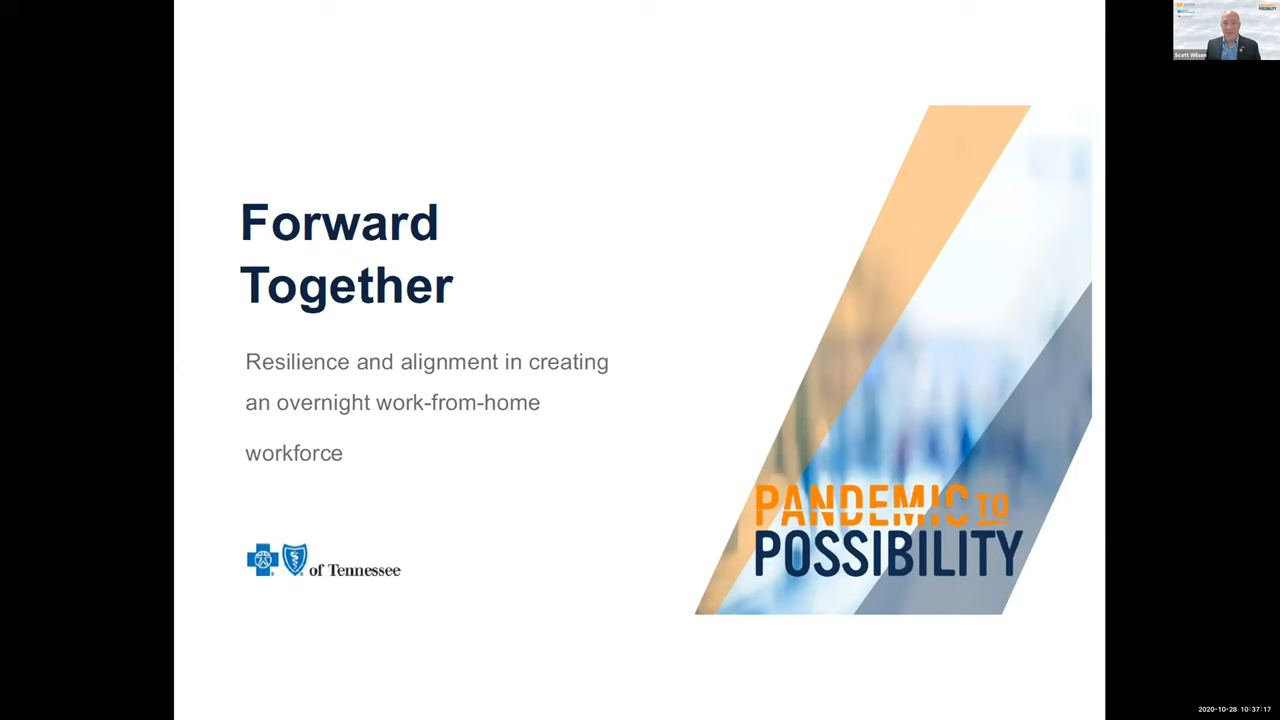 Forward
Together
Resilience and alignment in creating
an overnight work-from-home
workforce
of Tennessee
PANDEMIC TO
POSSIBILITY
POSSIBILITY
Scott Wilson
2020-10-28 10:37:17